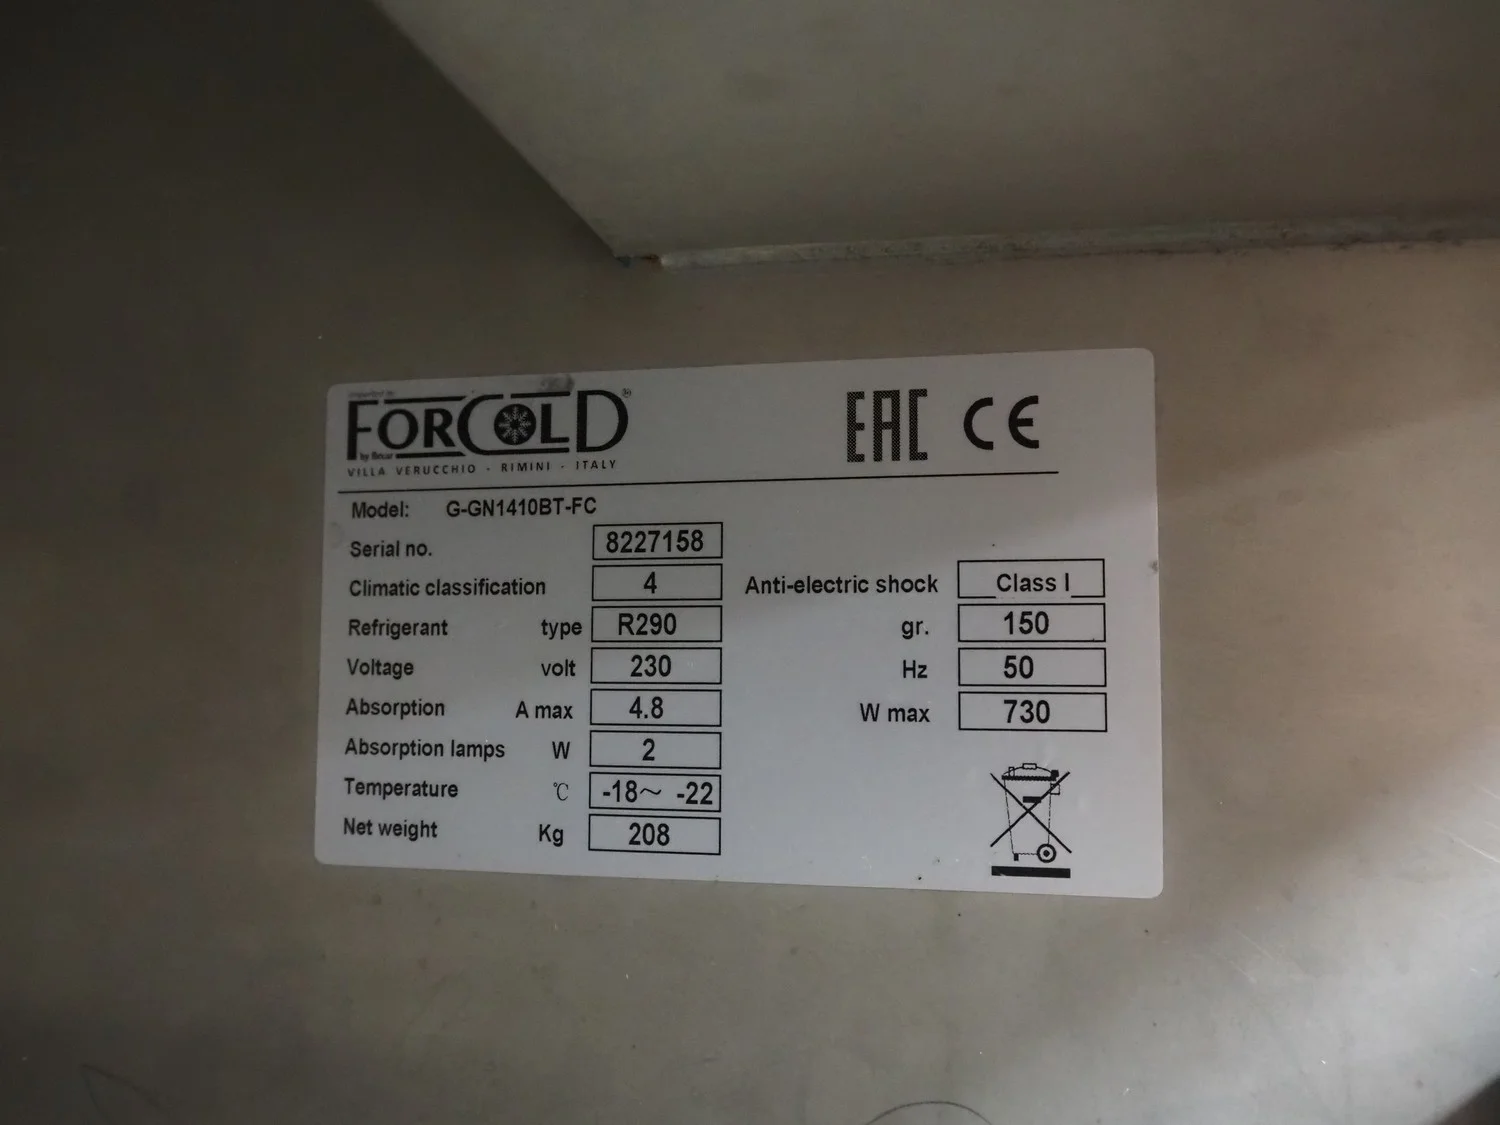 FORCOLD®
by Besar
VILLA VERUCCHIO - RIMINI - ITALY
EAC CE
Model: G-GN1410BT-FC
Serial no. 8227158
Climatic classification 4 Anti-electric shock Class I
Refrigerant type R290 gr. 150
Voltage volt 230 Hz 50
Absorption A max 4.8 W max 730
Absorption lamps W 2
Temperature ℃ -18～ -22
Net weight Kg 208